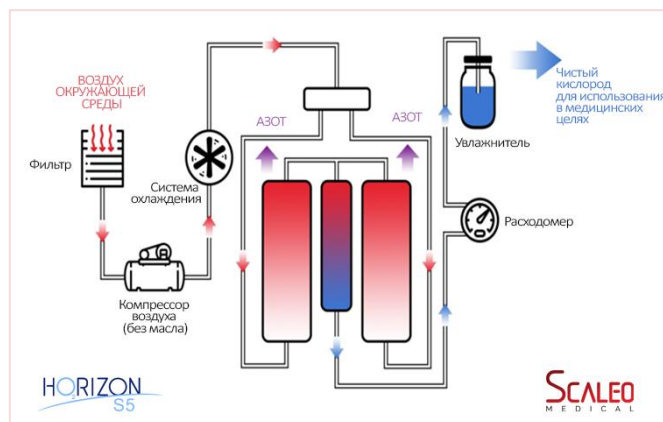 ВОЗДУХ
ОКРУЖАЮЩЕЙ
СРЕДЫ
Фильтр
Компрессор
воздуха
(без масла)
Система
охлаждения
АЗОТ
АЗОТ
Увлажнитель
Чистый
кислород
для использования
в медицинских
целях
Расходомер
HO2RIZON
S5
SCALEO
MEDICAL